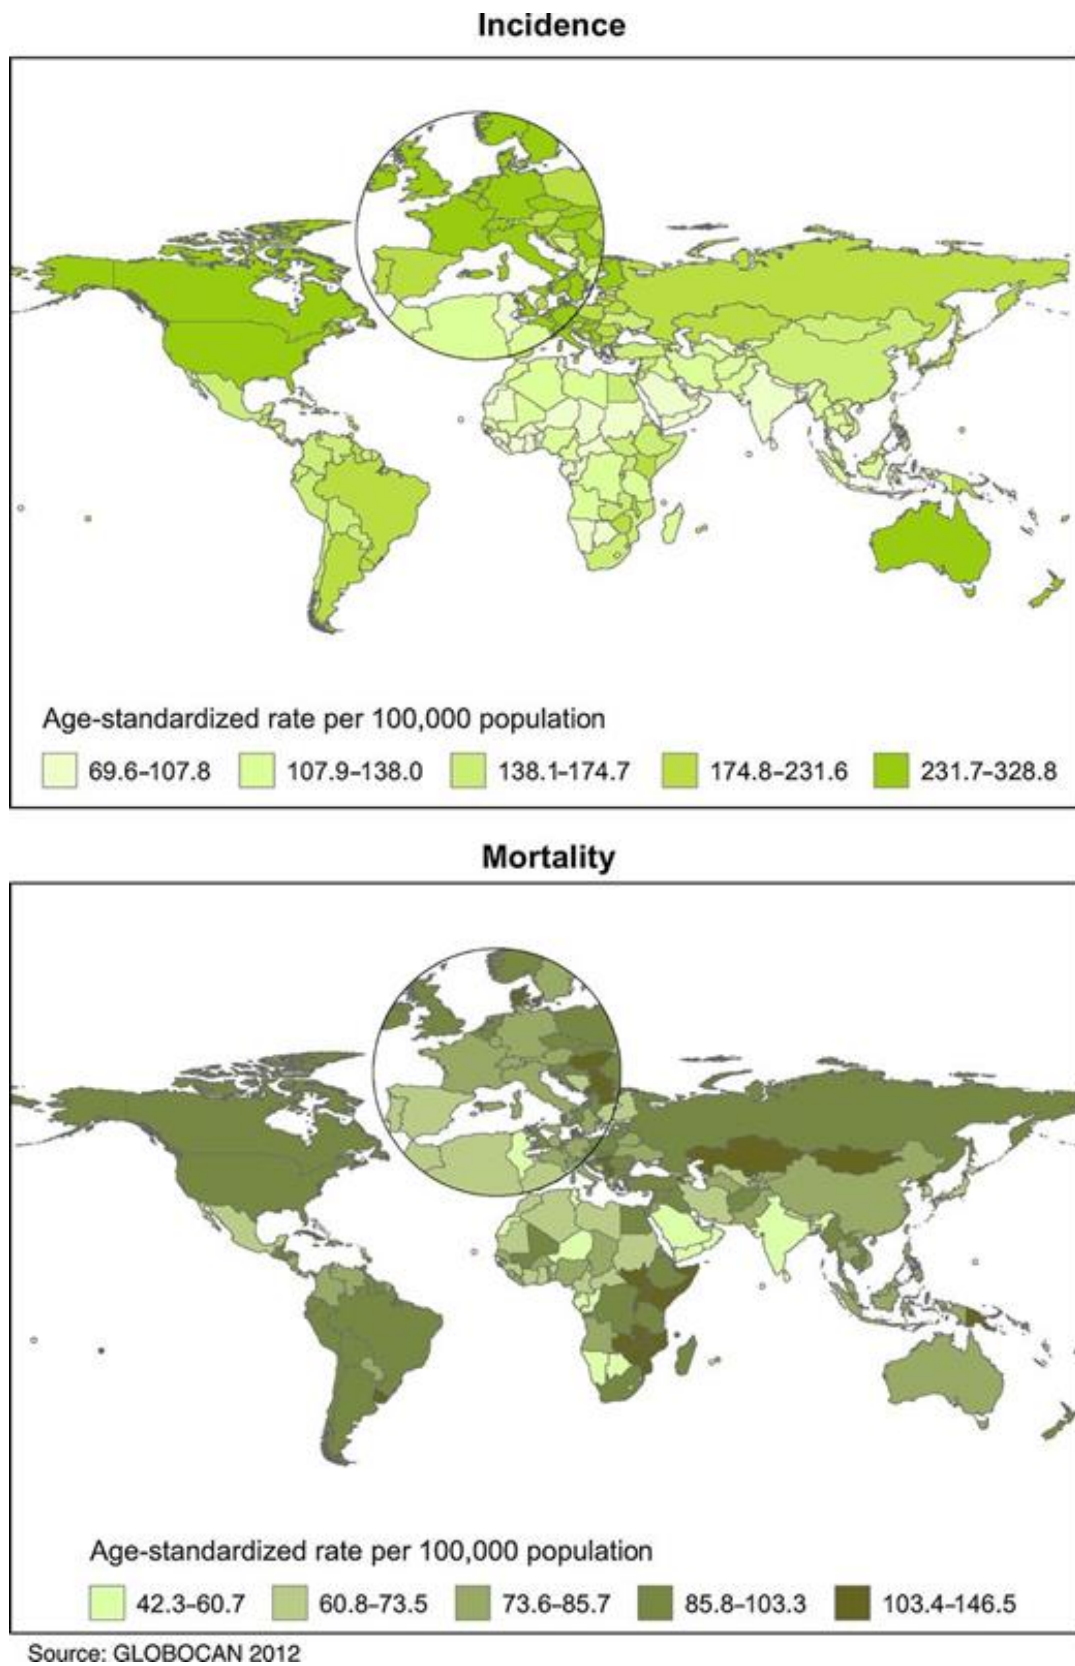 Incidence
Age-standardized rate per 100,000 population
69.6–107.8 107.9–138.0 138.1–174.7 174.8–231.6 231.7–328.8
Mortality
Age-standardized rate per 100,000 population
42.3–60.7 60.8–73.5 73.6–85.7 85.8–103.3 103.4–146.5
Source: GLOBOCAN 2012